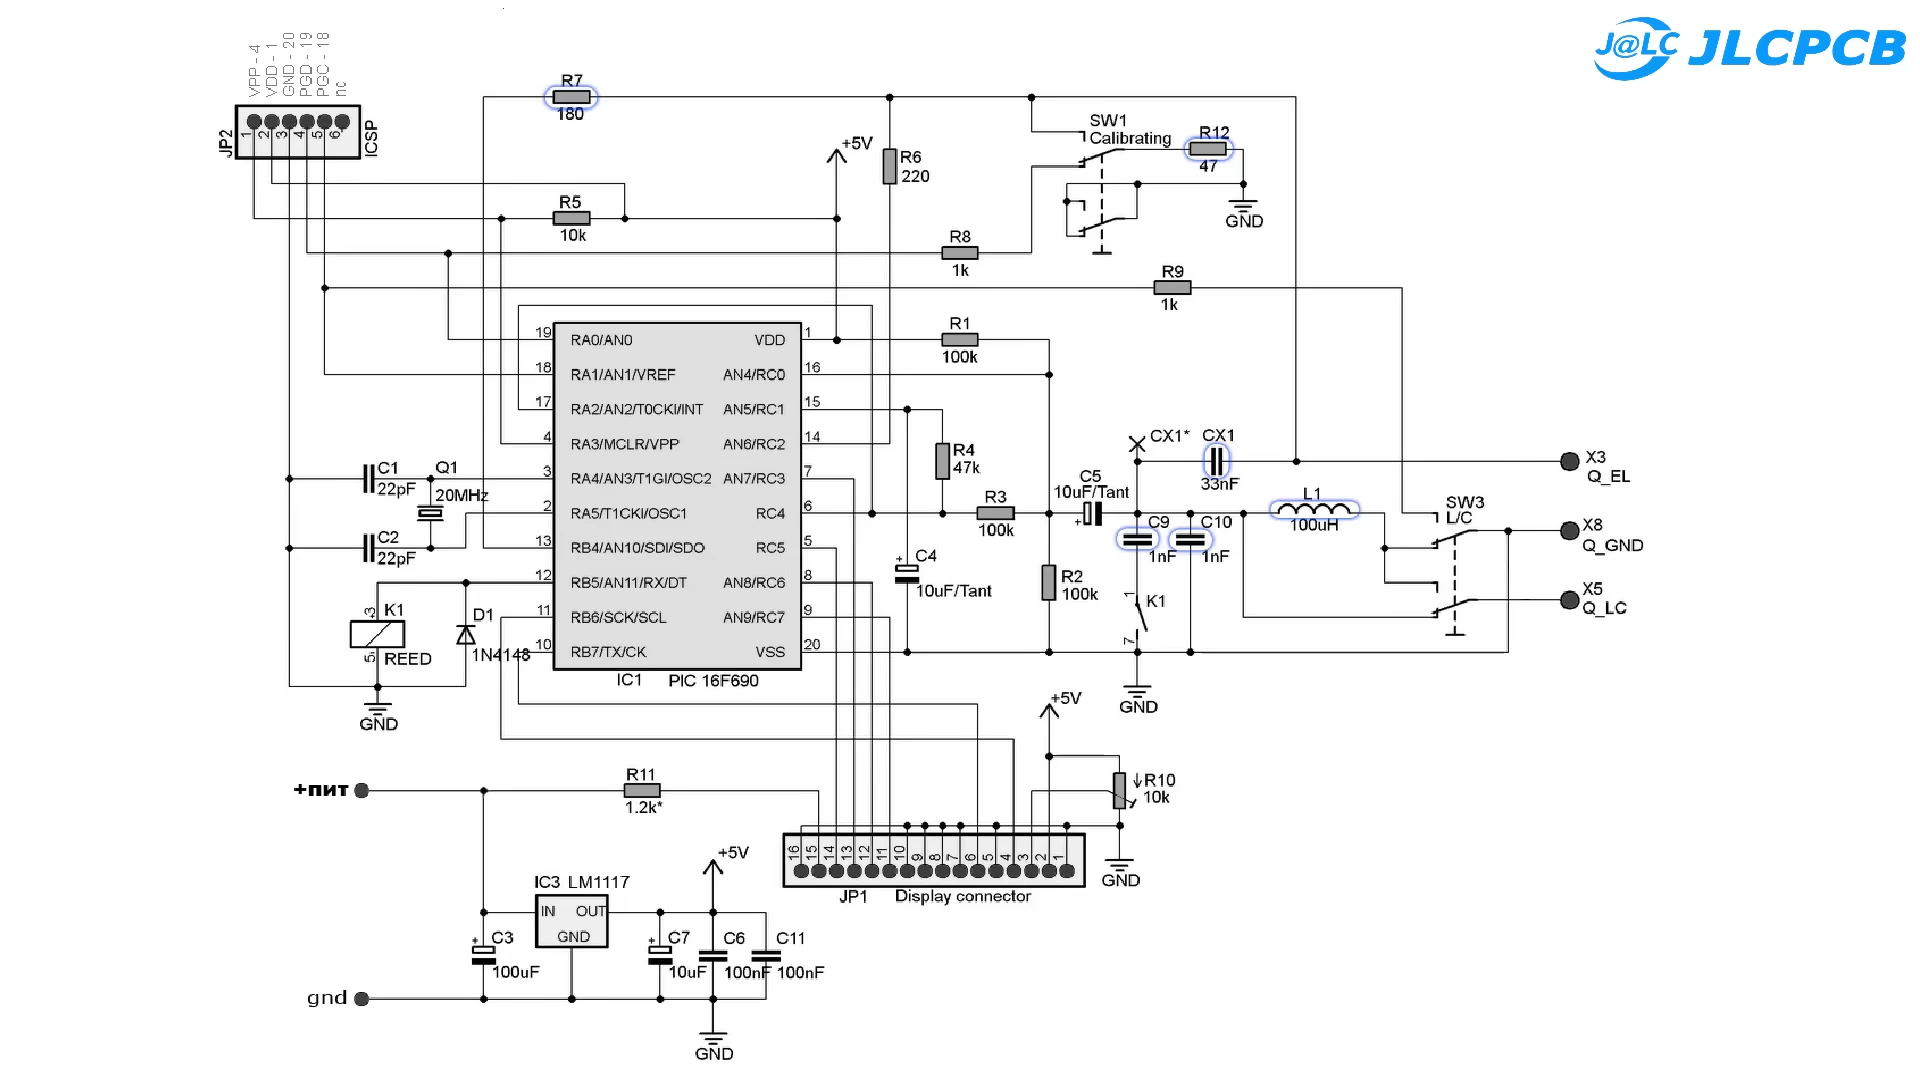 J@LC JLCPCB
VPP - 4
VDD - 1
GND - 20
PGD - 19
PGC - 18
nc
JP2
1 2 3 4 5 6
ICSP
R7
180
+5V
R6
220
SW1
Calibrating
R12
47
GND
R5
10k
R8
1k
R9
1k
R1
100k
19 RA0/AN0 VDD 1
18 RA1/AN1/VREF AN4/RC0 16
17 RA2/AN2/T0CKI/INT AN5/RC1 15
4 RA3/MCLR/VPP AN6/RC2 14
3 RA4/AN3/T1GI/OSC2 AN7/RC3 7
2 RA5/T1CKI/OSC1 RC4 6
13 RB4/AN10/SDI/SDO RC5 5
12 RB5/AN11/RX/DT AN8/RC6 8
11 RB6/SCK/SCL AN9/RC7 9
10 RB7/TX/CK VSS 20
IC1 PIC 16F690
C1
22pF
Q1
20MHz
C2
22pF
K1
3
5
REED
D1
1N4148
GND
R4
47k
R3
100k
C5
10uF/Tant
+
CX1*
CX1
33nF
C9
1nF
C10
1nF
L1
100uH
SW3
L/C
X3
Q_EL
X8
Q_GND
X5
Q_LC
+
C4
10uF/Tant
R2
100k
1
K1
7
GND
+5V
R10
10k
GND
+пит
R11
1.2k*
16 15 14 13 12 11 10 9 8 7 6 5 4 3 2 1
JP1 Display connector
+5V
IC3 LM1117
IN OUT
GND
+
C3
100uF
+
C7
10uF
C6
100nF
C11
100nF
gnd
GND